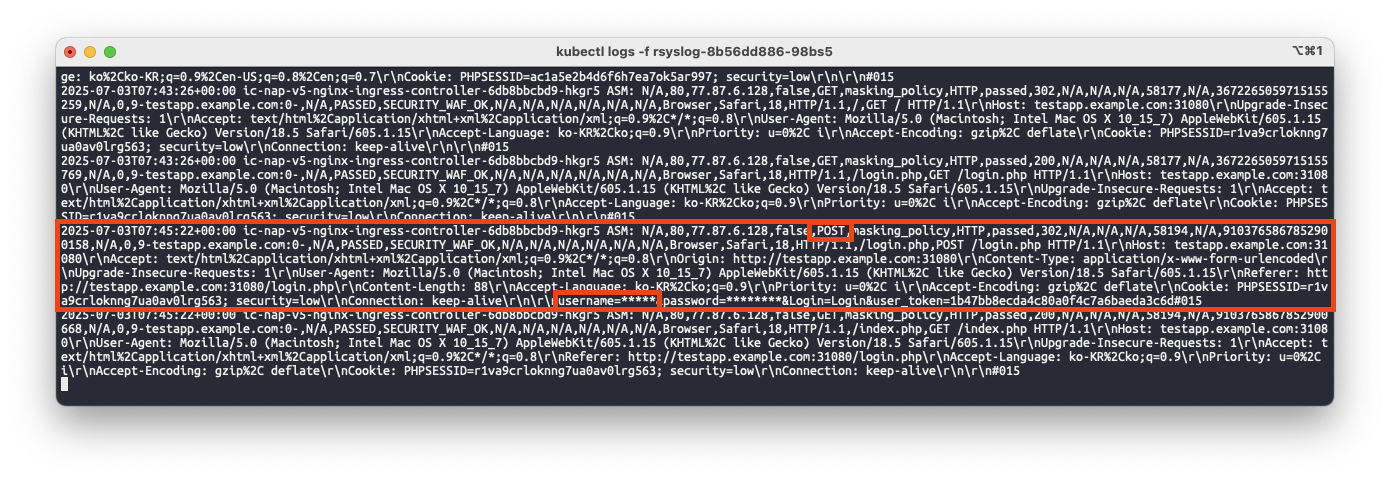 kubectl logs -f rsyslog-8b56dd886-98bs5
⌥⌘1
ge: ko%2Cko-KR;q=0.9%2Cen-US;q=0.8%2Cen;q=0.7\r\nCookie: PHPSESSID=ac1a5e2b4d6f6h7ea7ok5ar997; security=low\r\n\r\n#015
2025-07-03T07:43:26+00:00 ic-nap-v5-nginx-ingress-controller-6db8bbcbd9-hkgr5 ASM: N/A,80,77.87.6.128,false,GET,masking_policy,HTTP,passed,302,N/A,N/A,N/A,58177,N/A,3672265059715155
259,N/A,0,9-testapp.example.com:0-,N/A,PASSED,SECURITY_WAF_OK,N/A,N/A,N/A,N/A,N/A,N/A,Browser,Safari,18,HTTP/1.1,/,GET / HTTP/1.1\r\nHost: testapp.example.com:31080\r\nUpgrade-Insec
ure-Requests: 1\r\nAccept: text/html%2Capplication/xhtml+xml%2Capplication/xml;q=0.9%2C*/*;q=0.8\r\nUser-Agent: Mozilla/5.0 (Macintosh; Intel Mac OS X 10_15_7) AppleWebKit/605.1.15
(KHTML%2C like Gecko) Version/18.5 Safari/605.1.15\r\nAccept-Language: ko-KR%2Cko;q=0.9\r\nPriority: u=0%2C i\r\nAccept-Encoding: gzip%2C deflate\r\nCookie: PHPSESSID=r1va9crloknng7
ua0av0lrg563; security=low\r\nConnection: keep-alive\r\n\r\n#015
2025-07-03T07:43:26+00:00 ic-nap-v5-nginx-ingress-controller-6db8bbcbd9-hkgr5 ASM: N/A,80,77.87.6.128,false,GET,masking_policy,HTTP,passed,200,N/A,N/A,N/A,58177,N/A,3672265059715155
769,N/A,0,9-testapp.example.com:0-,N/A,PASSED,SECURITY_WAF_OK,N/A,N/A,N/A,N/A,N/A,N/A,Browser,Safari,18,HTTP/1.1,/login.php,GET /login.php HTTP/1.1\r\nHost: testapp.example.com:3108
0\r\nUser-Agent: Mozilla/5.0 (Macintosh; Intel Mac OS X 10_15_7) AppleWebKit/605.1.15 (KHTML%2C like Gecko) Version/18.5 Safari/605.1.15\r\nUpgrade-Insecure-Requests: 1\r\nAccept: t
ext/html%2Capplication/xhtml+xml%2Capplication/xml;q=0.9%2C*/*;q=0.8\r\nAccept-Language: ko-KR%2Cko;q=0.9\r\nPriority: u=0%2C i\r\nAccept-Encoding: gzip%2C deflate\r\nCookie: PHPSES
SID=r1va9crloknng7ua0av0lrg563; security=low\r\nConnection: keep-alive\r\n\r\n#015
2025-07-03T07:45:22+00:00 ic-nap-v5-nginx-ingress-controller-6db8bbcbd9-hkgr5 ASM: N/A,80,77.87.6.128,false,POST,masking_policy,HTTP,passed,302,N/A,N/A,N/A,58194,N/A,910376586785290
0158,N/A,0,9-testapp.example.com:0-,N/A,PASSED,SECURITY_WAF_OK,N/A,N/A,N/A,N/A,N/A,N/A,Browser,Safari,18,HTTP/1.1,/login.php,POST /login.php HTTP/1.1\r\nHost: testapp.example.com:31
080\r\nAccept: text/html%2Capplication/xhtml+xml%2Capplication/xml;q=0.9%2C*/*;q=0.8\r\nOrigin: http://testapp.example.com:31080\r\nContent-Type: application/x-www-form-urlencoded\r
\nUpgrade-Insecure-Requests: 1\r\nUser-Agent: Mozilla/5.0 (Macintosh; Intel Mac OS X 10_15_7) AppleWebKit/605.1.15 (KHTML%2C like Gecko) Version/18.5 Safari/605.1.15\r\nReferer: htt
p://testapp.example.com:31080/login.php\r\nContent-Length: 88\r\nAccept-Language: ko-KR%2Cko;q=0.9\r\nPriority: u=0%2C i\r\nAccept-Encoding: gzip%2C deflate\r\nCookie: PHPSESSID=r1v
a9crloknng7ua0av0lrg563; security=low\r\nConnection: keep-alive\r\n\r\nusername=*****&password=********&Login=Login&user_token=1b47bb8ecda4c80a0f4c7a6baeda3c6d#015
2025-07-03T07:45:22+00:00 ic-nap-v5-nginx-ingress-controller-6db8bbcbd9-hkgr5 ASM: N/A,80,77.87.6.128,false,GET,masking_policy,HTTP,passed,200,N/A,N/A,N/A,58194,N/A,9103765867852900
668,N/A,0,9-testapp.example.com:0-,N/A,PASSED,SECURITY_WAF_OK,N/A,N/A,N/A,N/A,N/A,N/A,Browser,Safari,18,HTTP/1.1,/index.php,GET /index.php HTTP/1.1\r\nHost: testapp.example.com:3108
0\r\nUser-Agent: Mozilla/5.0 (Macintosh; Intel Mac OS X 10_15_7) AppleWebKit/605.1.15 (KHTML%2C like Gecko) Version/18.5 Safari/605.1.15\r\nUpgrade-Insecure-Requests: 1\r\nAccept: t
ext/html%2Capplication/xhtml+xml%2Capplication/xml;q=0.9%2C*/*;q=0.8\r\nReferer: http://testapp.example.com:31080/login.php\r\nAccept-Language: ko-KR%2Cko;q=0.9\r\nPriority: u=0%2C
i\r\nAccept-Encoding: gzip%2C deflate\r\nCookie: PHPSESSID=r1va9crloknng7ua0av0lrg563; security=low\r\nConnection: keep-alive\r\n\r\n#015